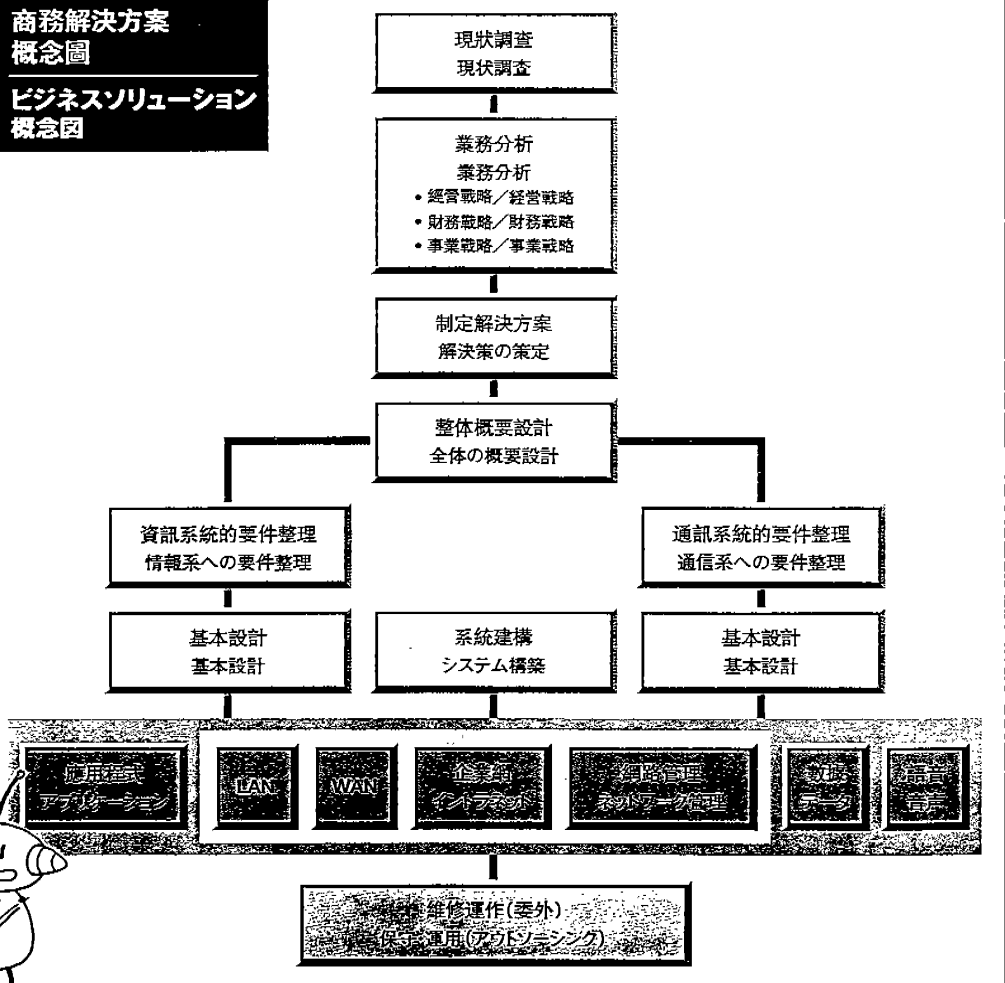 商務解決方案
概念圖
ビジネスソリューション
概念図
現狀調查
現状調査
業務分析
業務分析
• 經營戰略／経営戦略
• 財務戰略／財務戦略
• 事業戰略／事業戦略
制定解決方案
解決策の策定
整体概要設計
全体の概要設計
資訊系統的要件整理
情報系への要件整理
通訊系統的要件整理
通信系への要件整理
基本設計
基本設計
系統建構
システム構築
基本設計
基本設計
應用程式
アプリケーション
LAN
WAN
企業網
イントラネット
網路管理
ネットワーク管理
数据
データ
語音
音声
維修運作(委外)
保守運用(アウトソーシング)